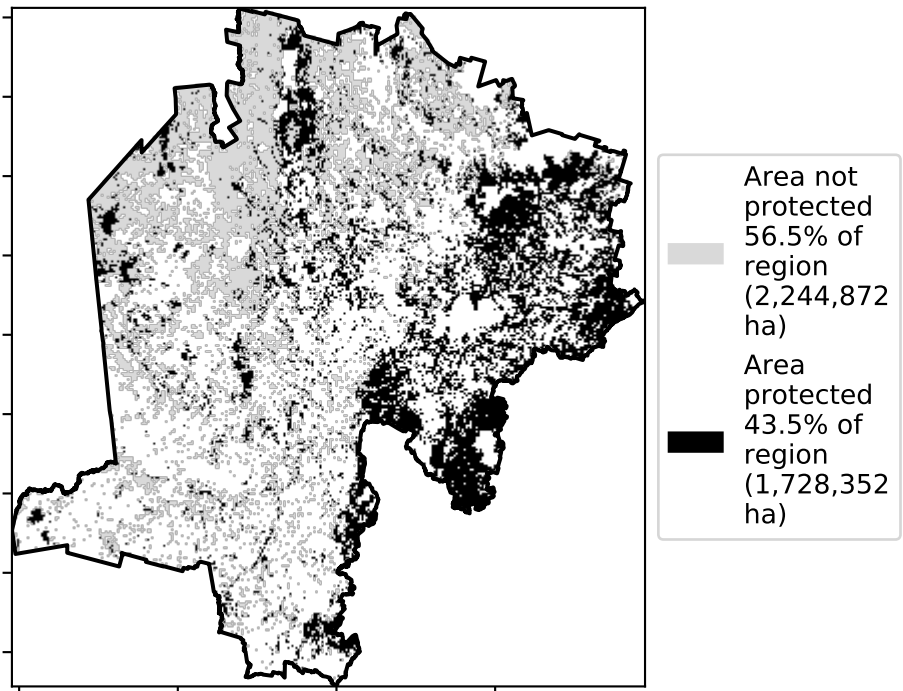 Area not
protected
56.5% of
region
(2,244,872
ha)
Area
protected
43.5% of
region
(1,728,352
ha)